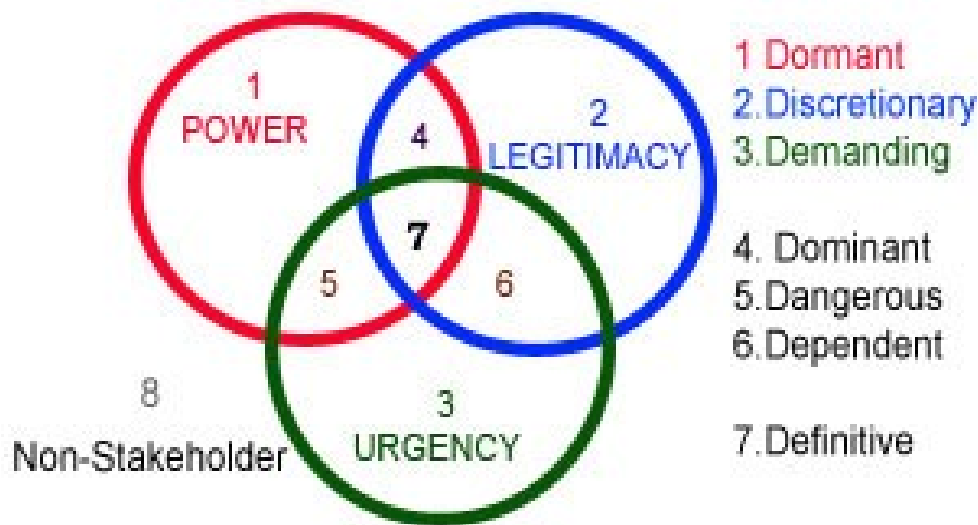 1
POWER
4
2
LEGITIMACY
7
5
6
3
URGENCY
8
Non-Stakeholder
1 Dormant
2.Discretionary
3.Demanding
4. Dominant
5.Dangerous
6.Dependent
7.Definitive